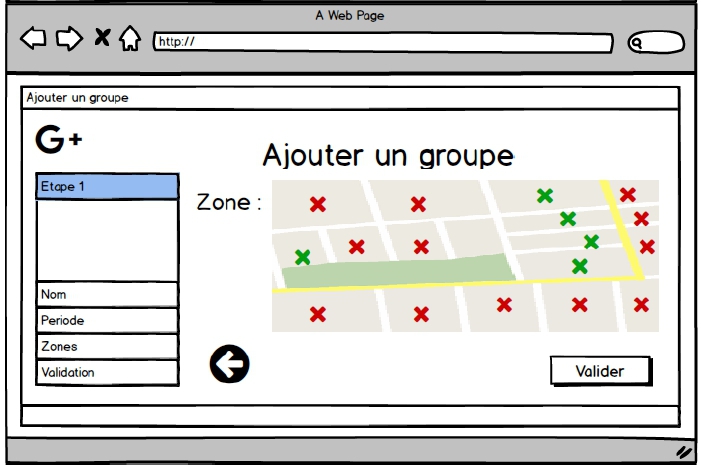 A Web Page
http://
Ajouter un groupe
G+
Ajouter un groupe
Etape 1
Zone :
Nom
Periode
Zones
Validation
Valider